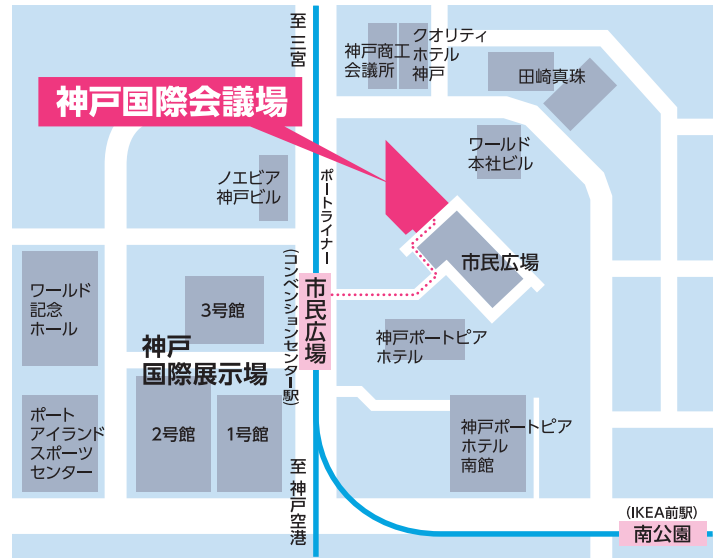 至 三宮
神戸商工
会議所
クオリティ
ホテル
神戸
田崎真珠
神戸国際会議場
ワールド
本社ビル
ノエビア
神戸ビル
ポートライナー
市民広場
(コンベンションセンター駅)
市民広場
ワールド
記念
ホール
3号館
神戸
国際展示場
神戸ポートピア
ホテル
ポート
アイランド
スポーツ
センター
2号館
1号館
神戸ポートピア
ホテル
南館
至 神戸空港
(IKEA前駅)
南公園